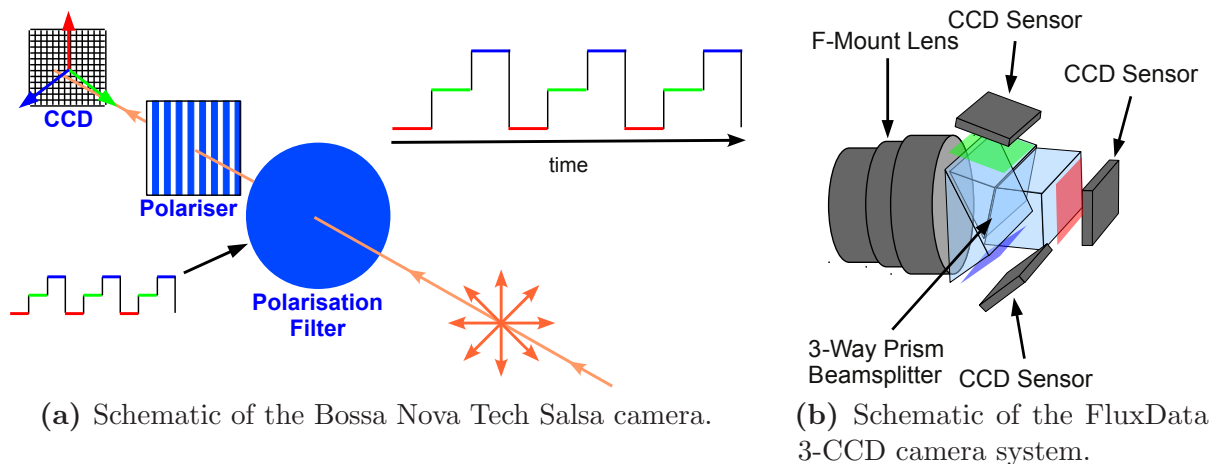 CCD
Polariser
Polarisation
Filter
time
(a) Schematic of the Bossa Nova Tech Salsa camera.
CCD Sensor
F-Mount Lens
CCD Sensor
3-Way Prism
Beamsplitter
CCD Sensor
(b) Schematic of the FluxData
3-CCD camera system.